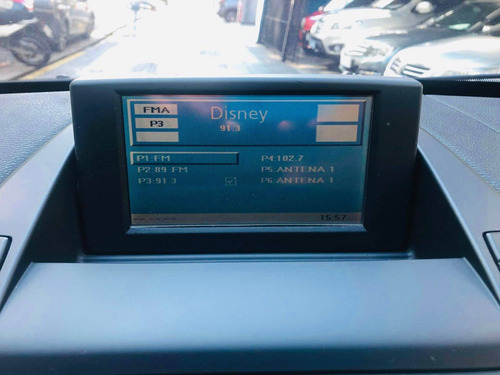 FMA
Disney
P3
91.3
P1:FM
P4:102.7
P2:89.FM
P5:ANTENA 1
P3:91.3
P6:ANTENA 1
15:57